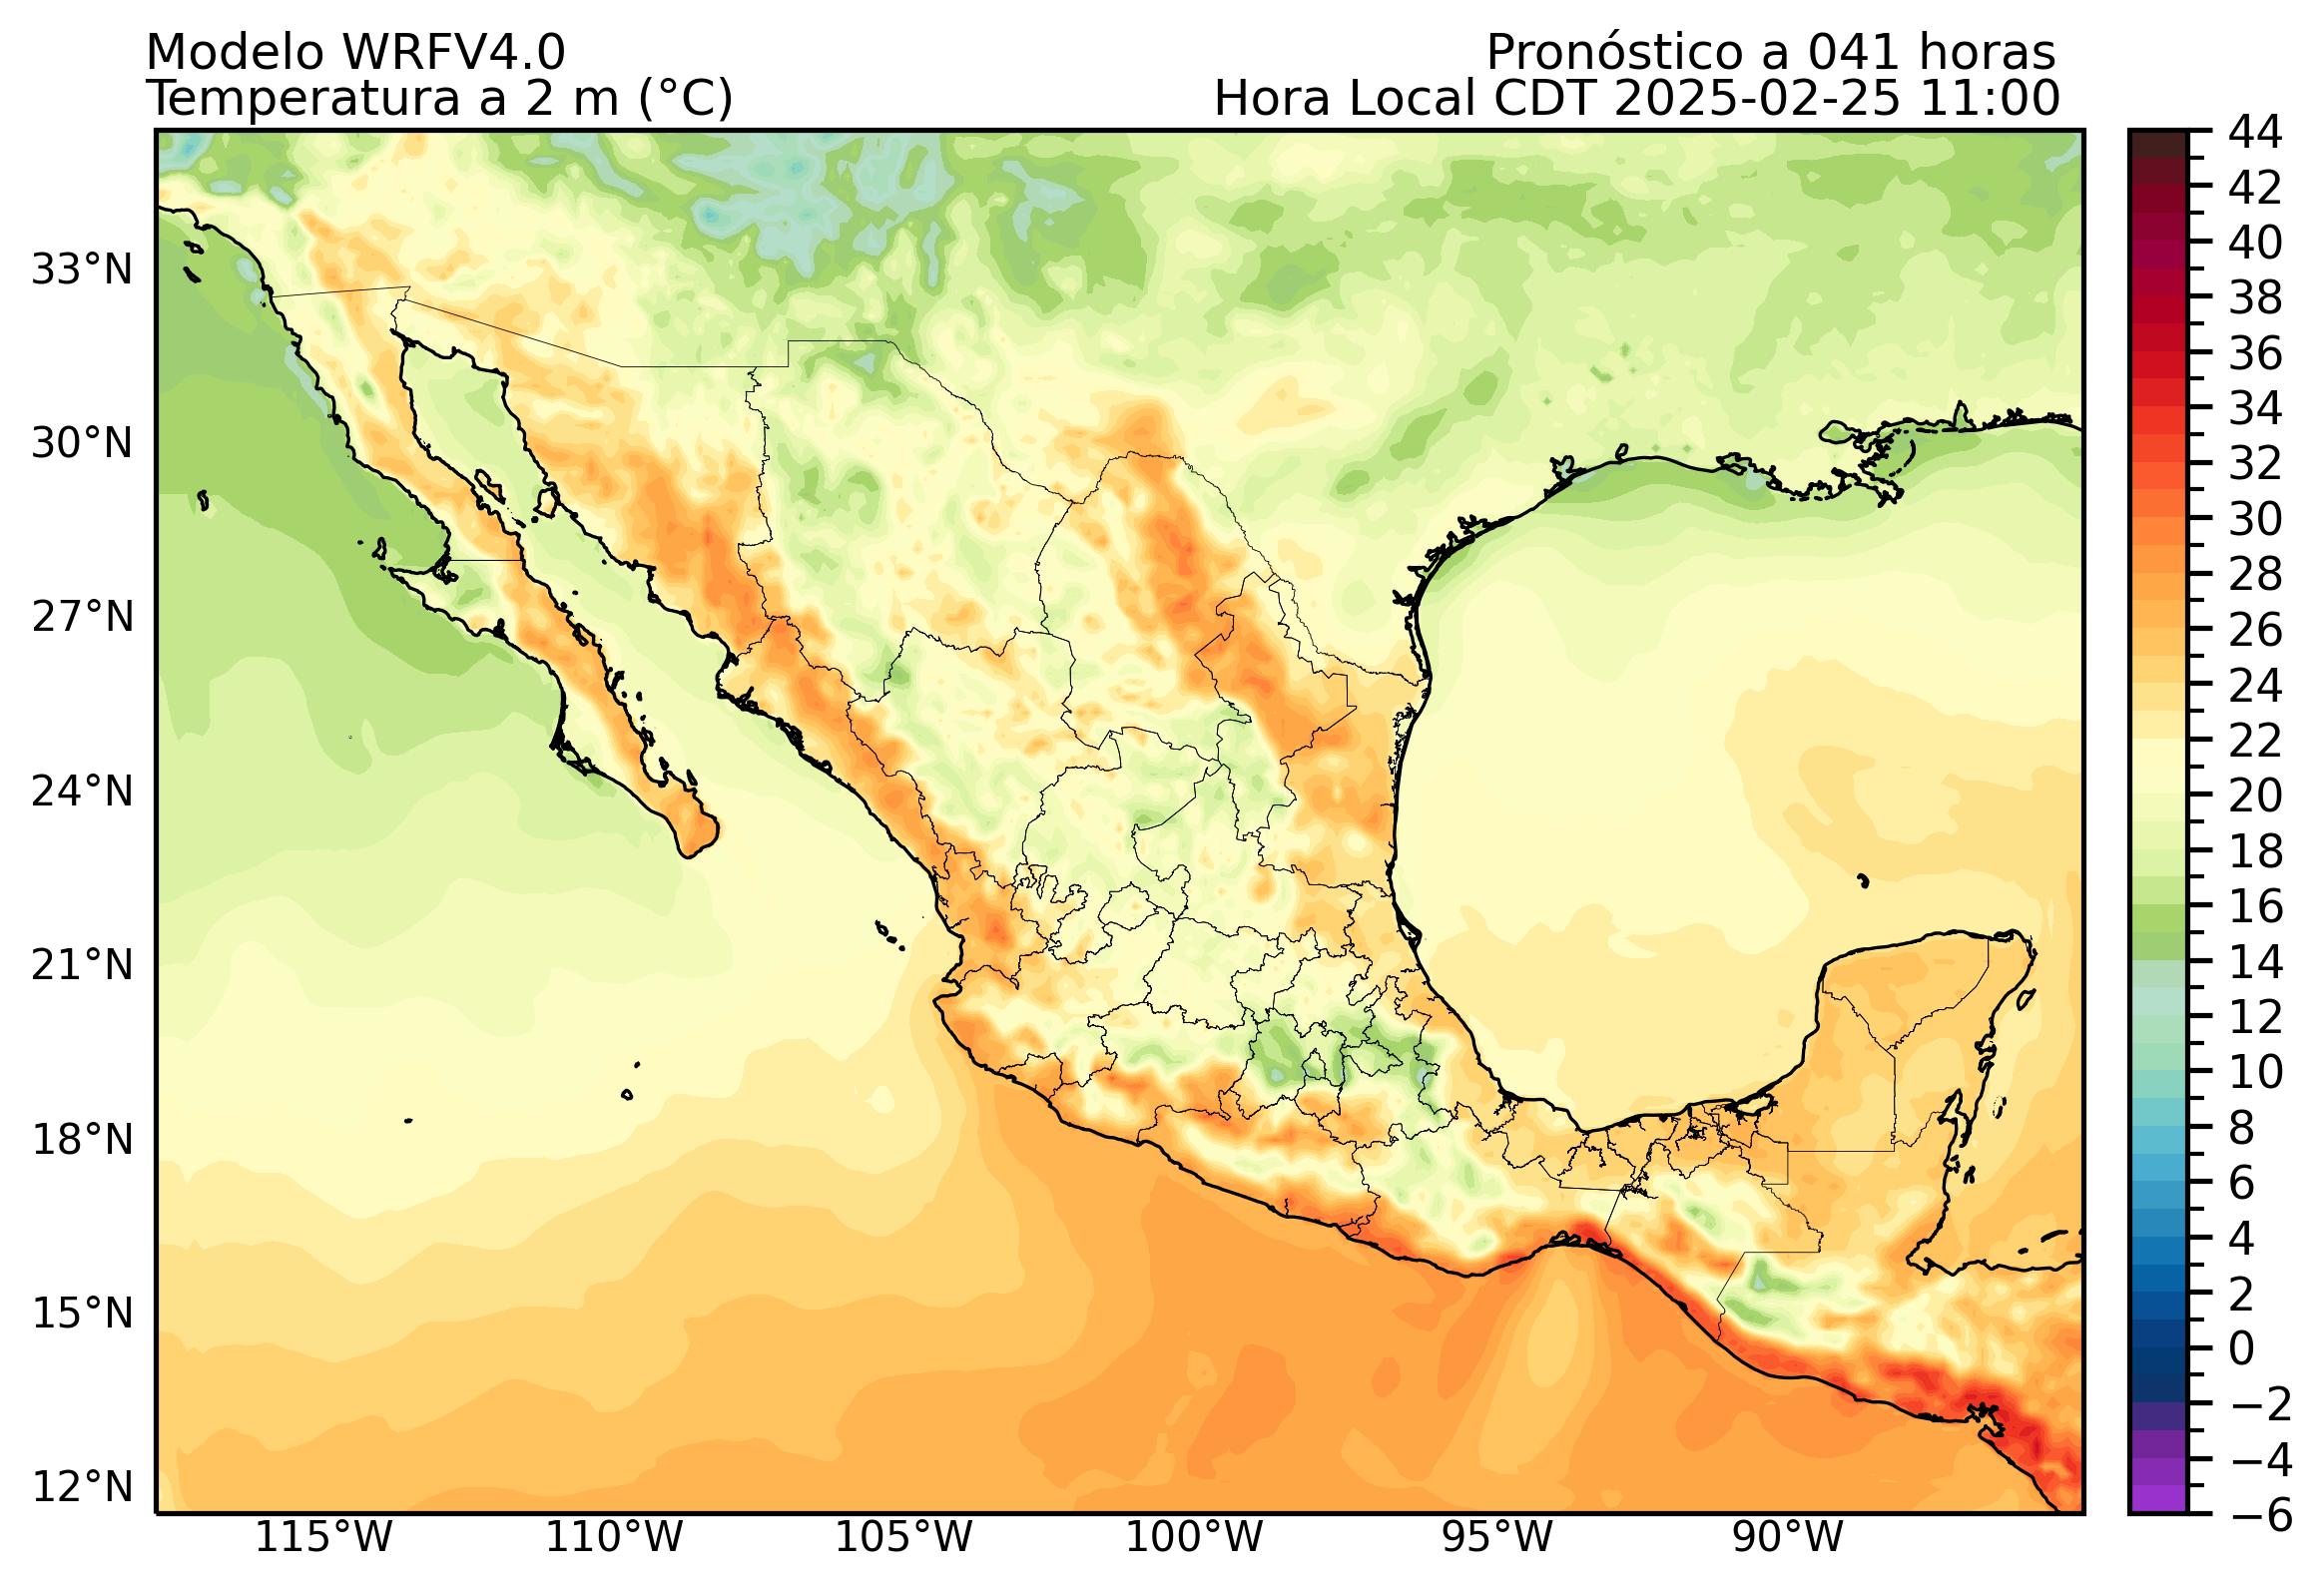 Modelo WRFV4.0
Pronóstico a 041 horas
Temperatura a 2 m (°C)
Hora Local CDT 2025-02-25 11:00
33°N
30°N
27°N
24°N
21°N
18°N
15°N
12°N
115°W
110°W
105°W
100°W
95°W
90°W
44
42
40
38
36
34
32
30
28
26
24
22
20
18
16
14
12
10
8
6
4
2
0
−2
−4
−6